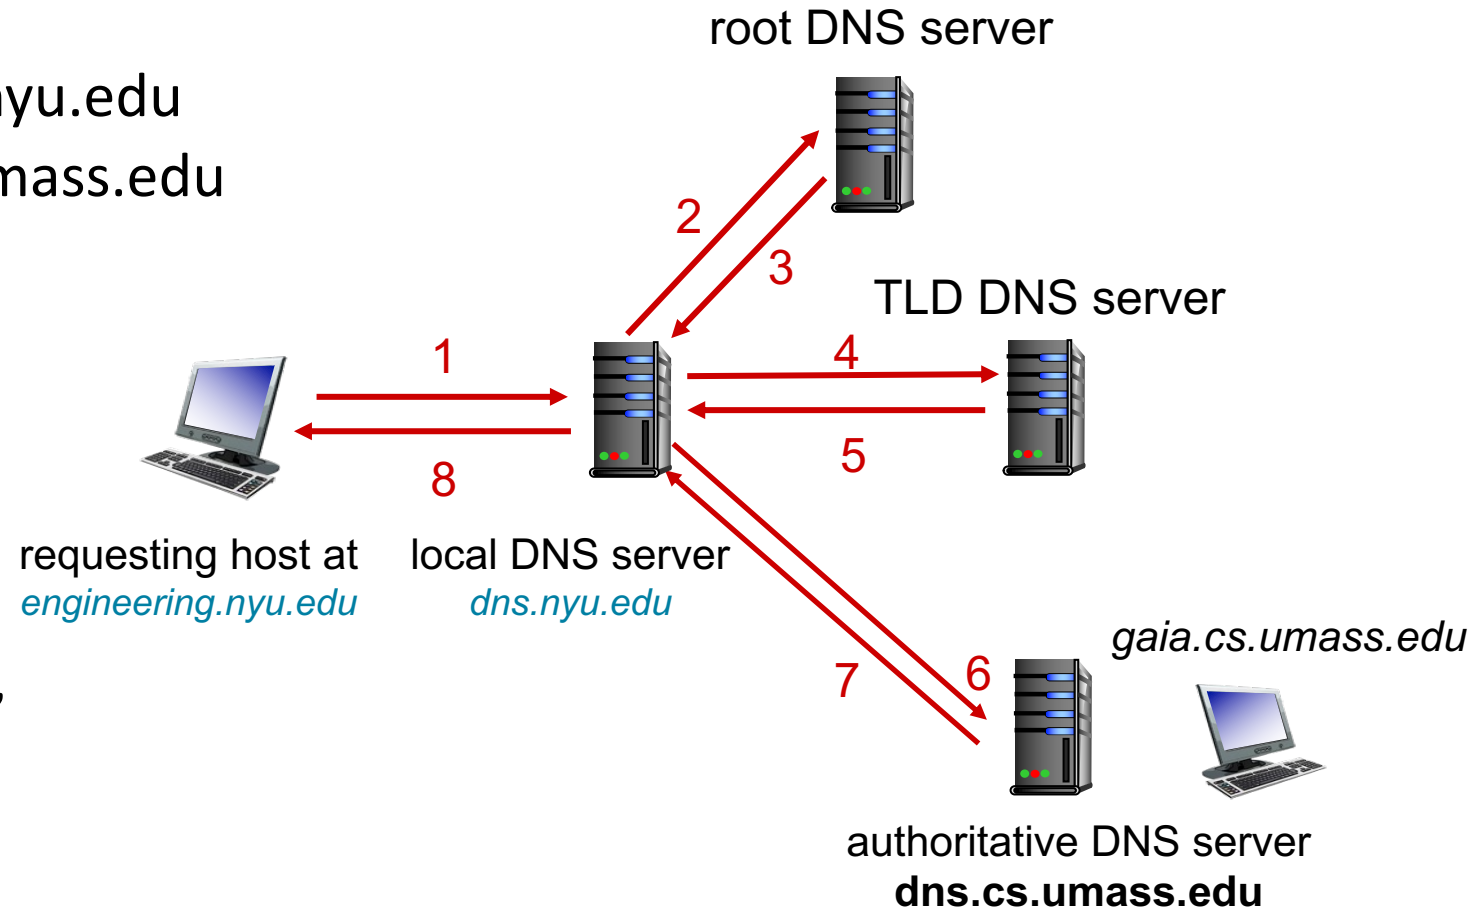 root DNS server
yu.edu
mass.edu
2
3
TLD DNS server
1
4
5
8
requesting host at
engineering.nyu.edu
local DNS server
dns.nyu.edu
gaia.cs.umass.edu
7
6
,
authoritative DNS server
dns.cs.umass.edu